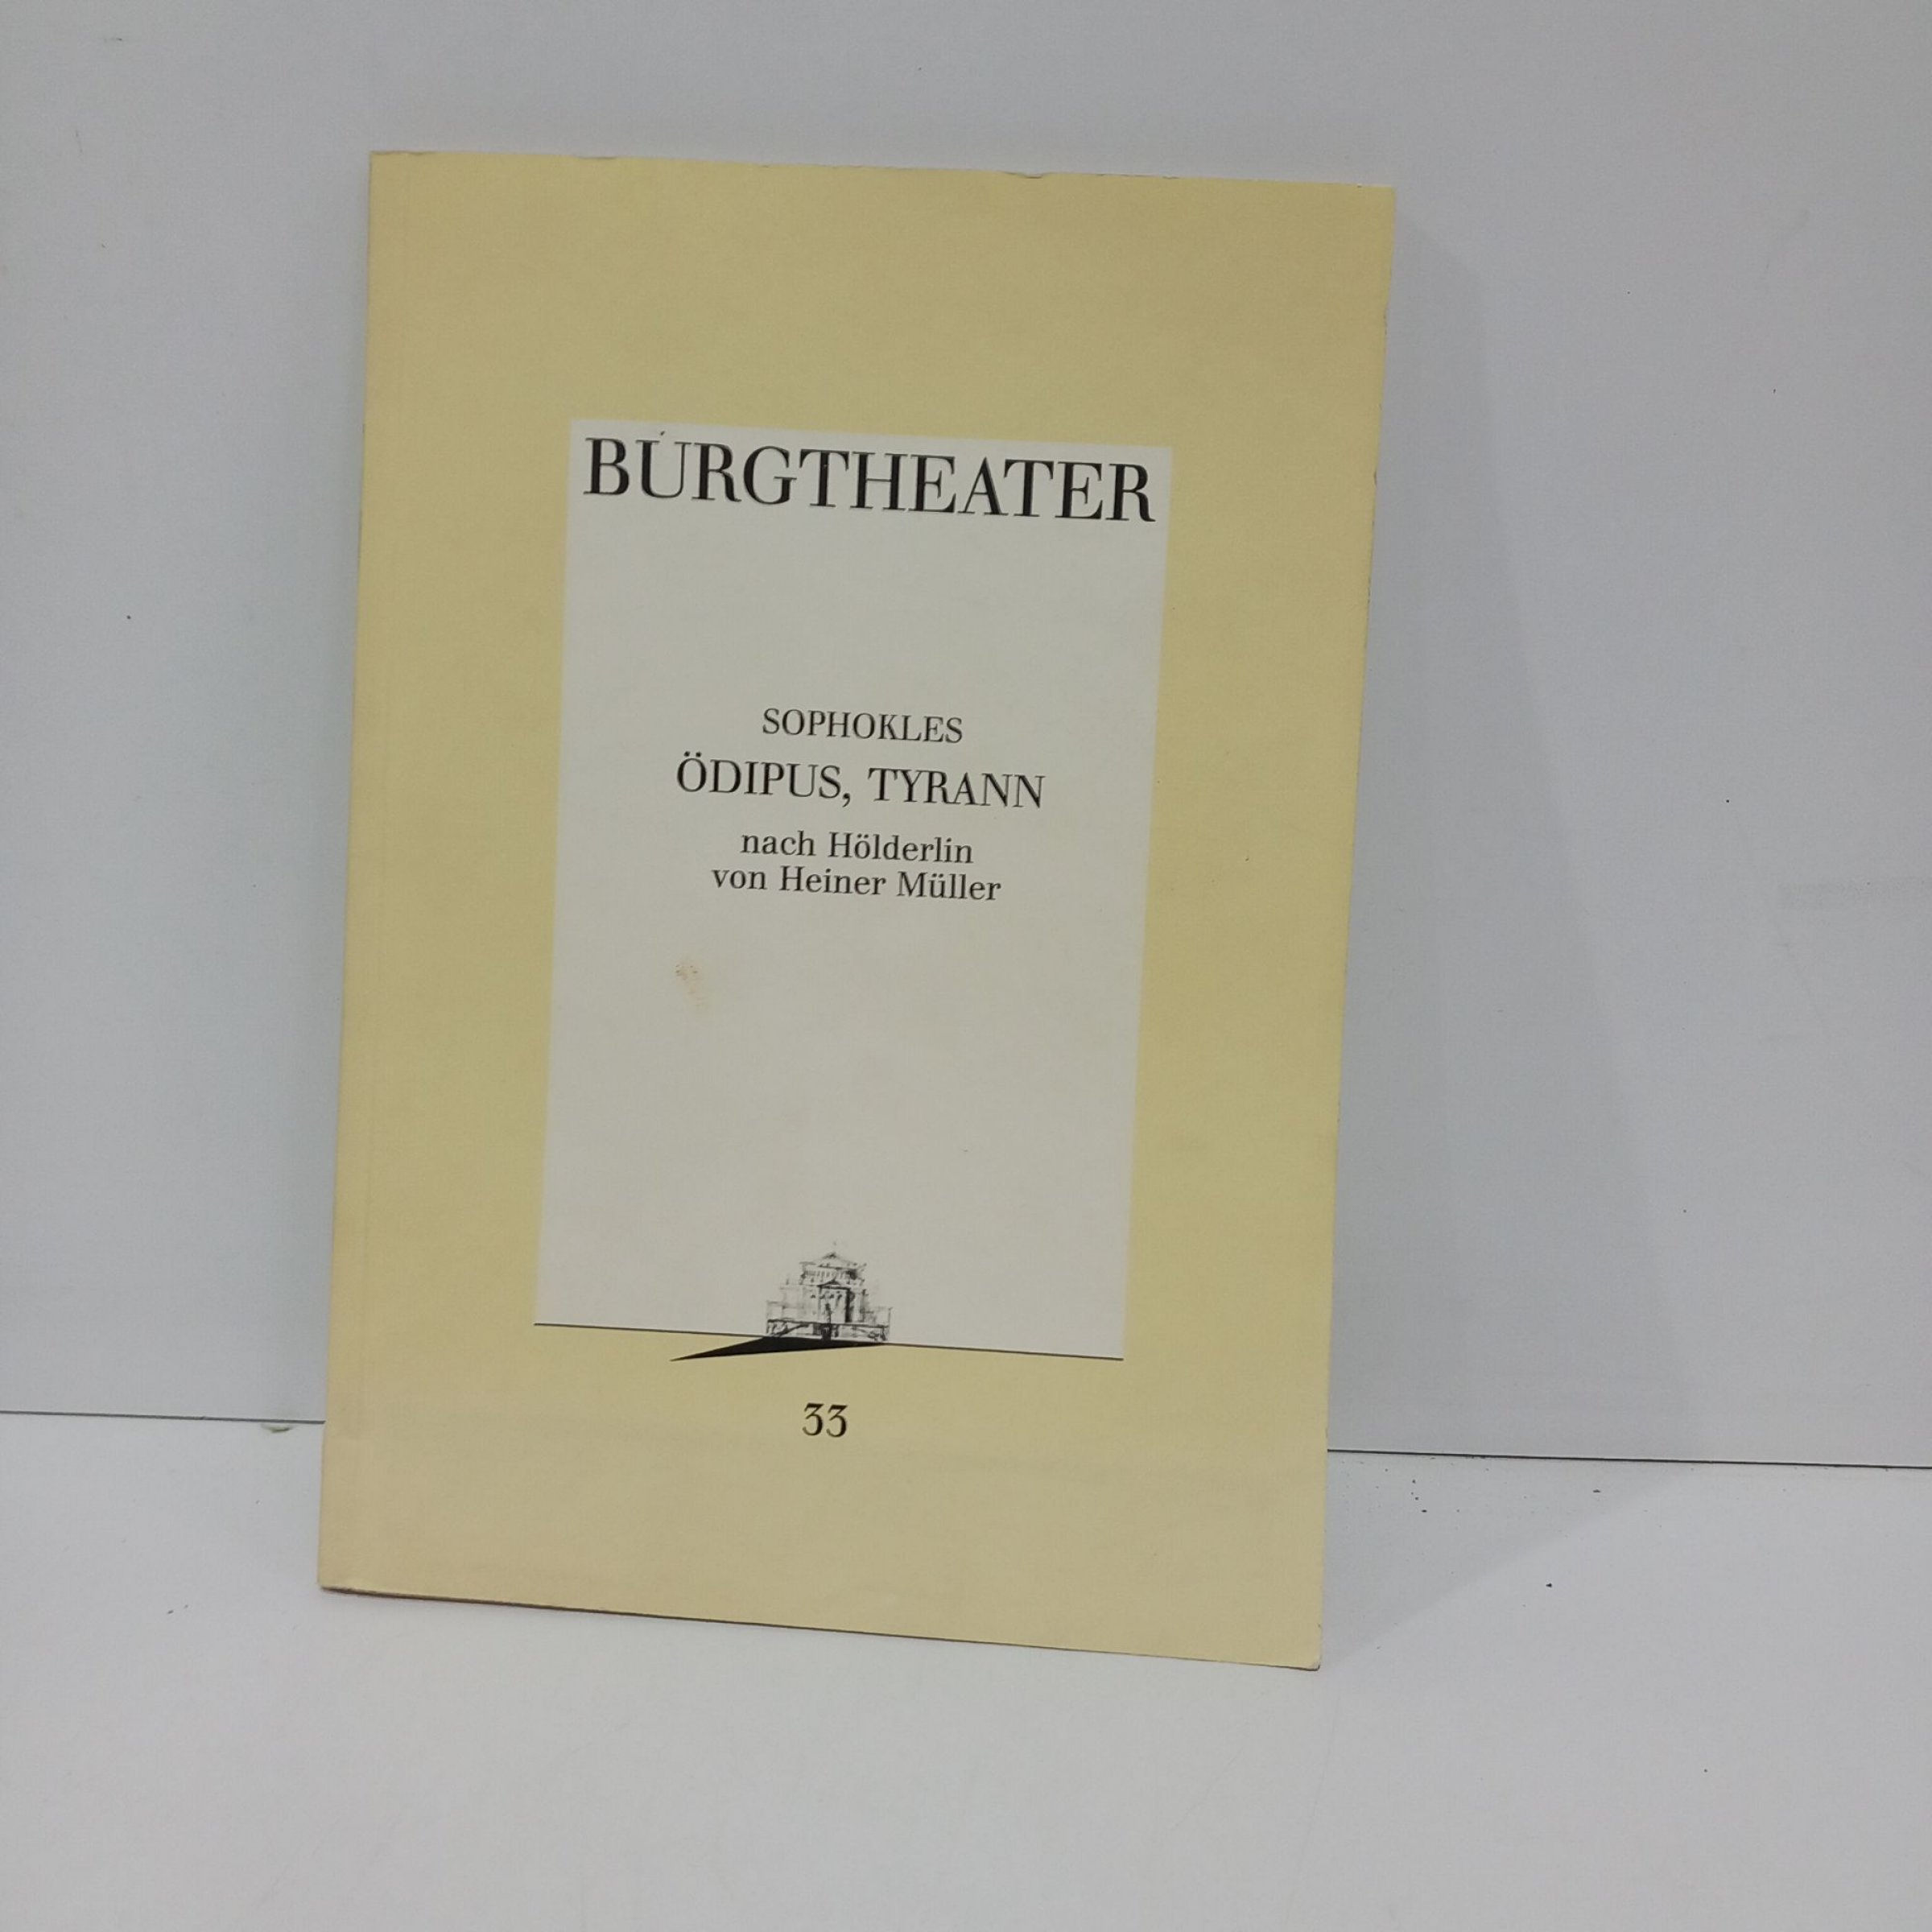 BURGTHEATER
SOPHOKLES
ÖDIPUS, TYRANN
nach Hölderlin
von Heiner Müller
33